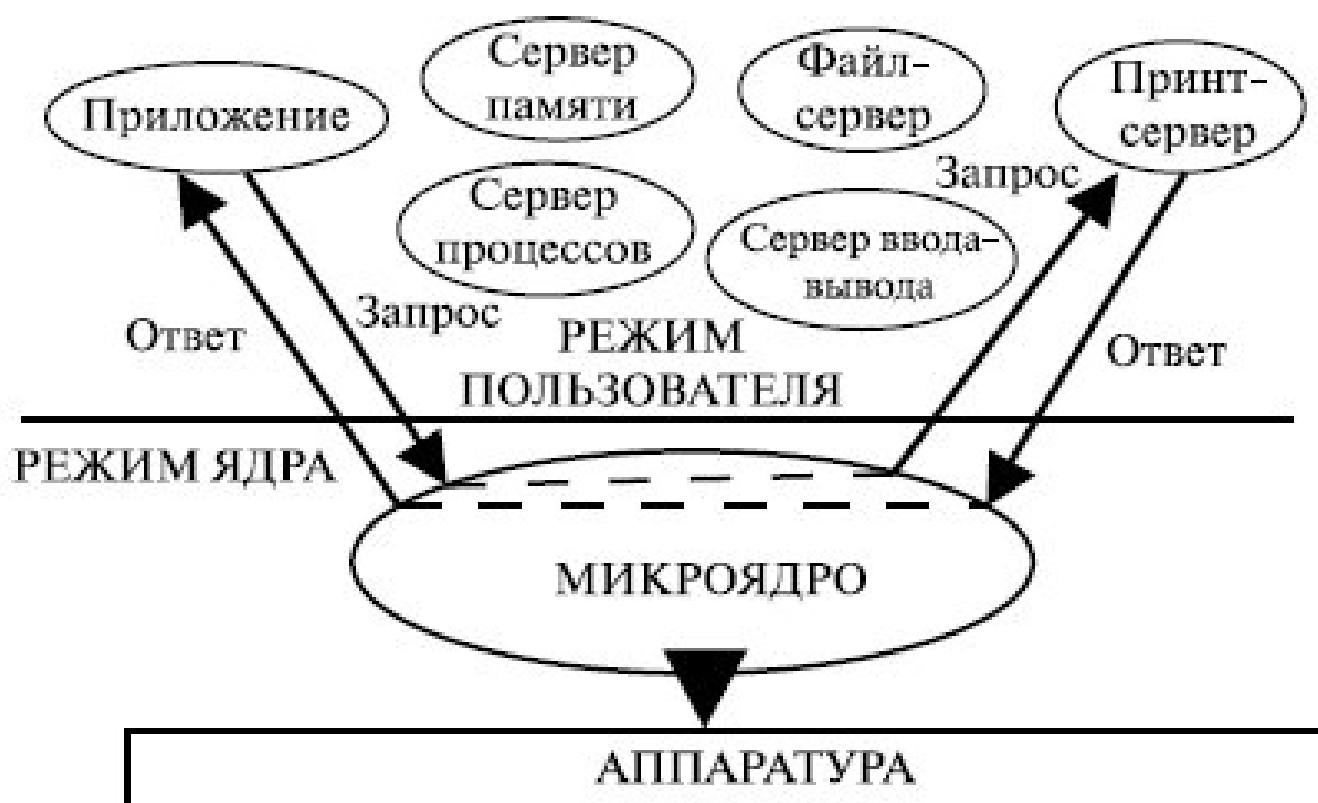 Сервер
памяти
Файл-
сервер
Принт-
сервер
Приложение
Запрос
Сервер
процессов
Сервер ввода-
вывода
Запрос
Ответ
РЕЖИМ
ПОЛЬЗОВАТЕЛЯ
Ответ
РЕЖИМ ЯДРА
МИКРОЯДРО
АППАРАТУРА